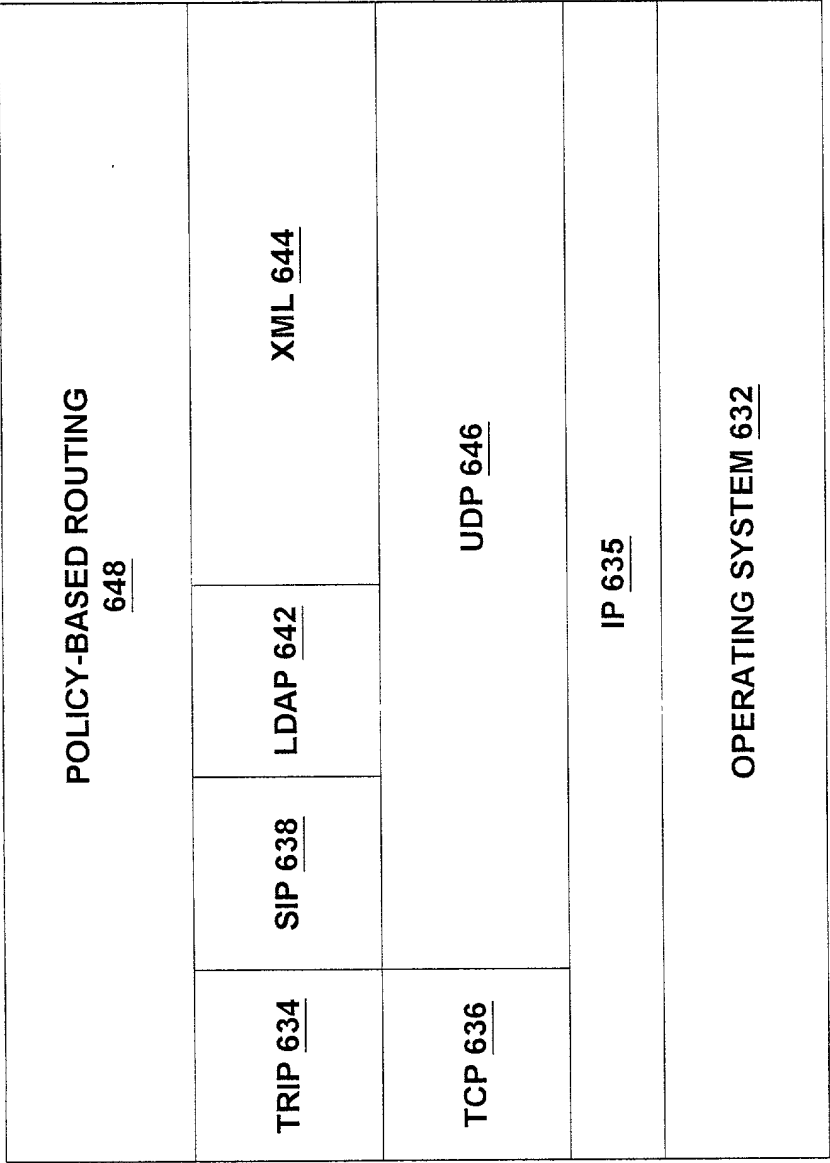 POLICY-BASED ROUTING
648
TRIP 634
SIP 638
LDAP 642
XML 644
TCP 636
UDP 646
IP 635
OPERATING SYSTEM 632